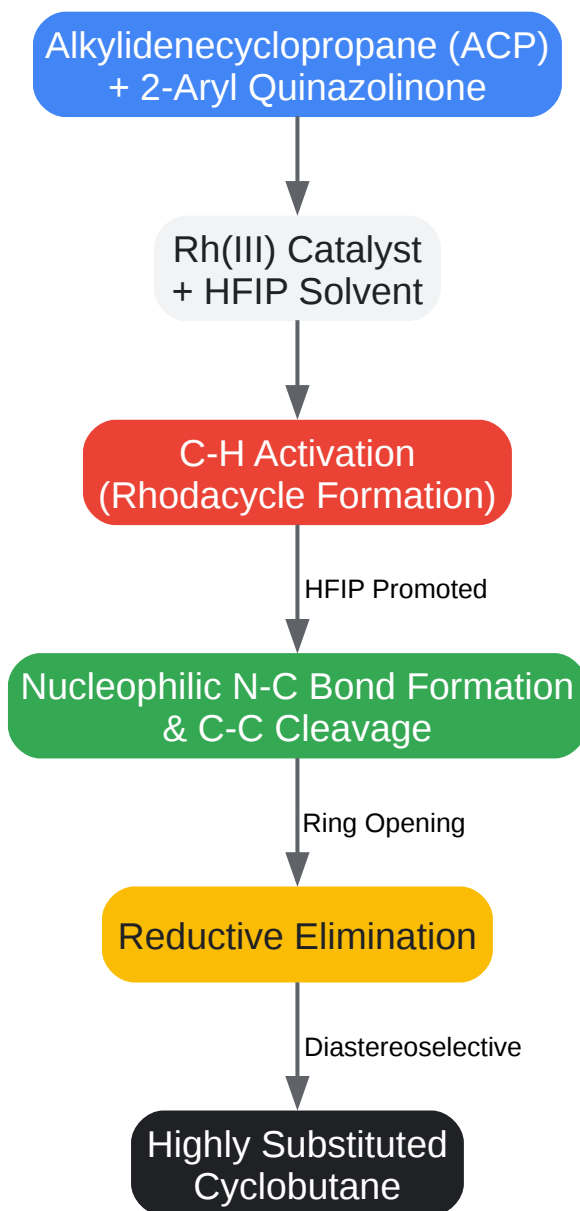 Alkylidenecyclopropane (ACP)
+ 2-Aryl Quinazolinone
Rh(III) Catalyst
+ HFIP Solvent
C-H Activation
(Rhodacycle Formation)
HFIP Promoted
Nucleophilic N-C Bond Formation
& C-C Cleavage
Ring Opening
Reductive Elimination
Diastereoselective
Highly Substituted
Cyclobutane